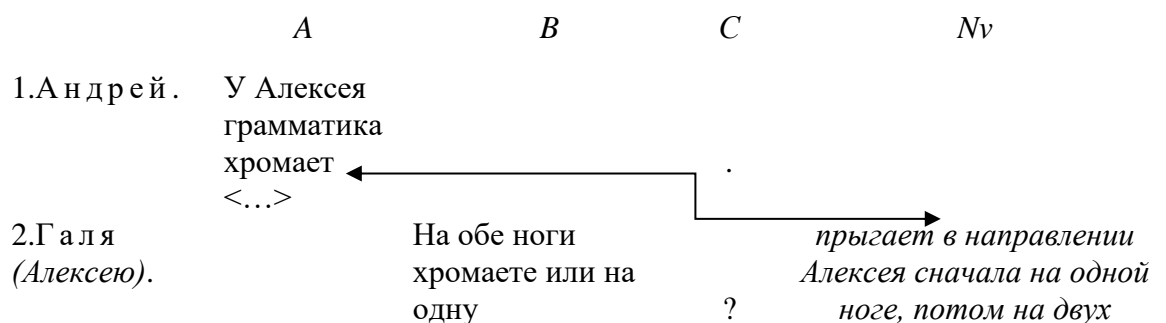 A B C Nv
1.А н д р е й . У Алексея
грамматика
хромает .
<…>
2.Г а л я На обе ноги прыгает в направлении
(Алексею). хромаете или на Алексея сначала на одной
одну ? ноге, потом на двух